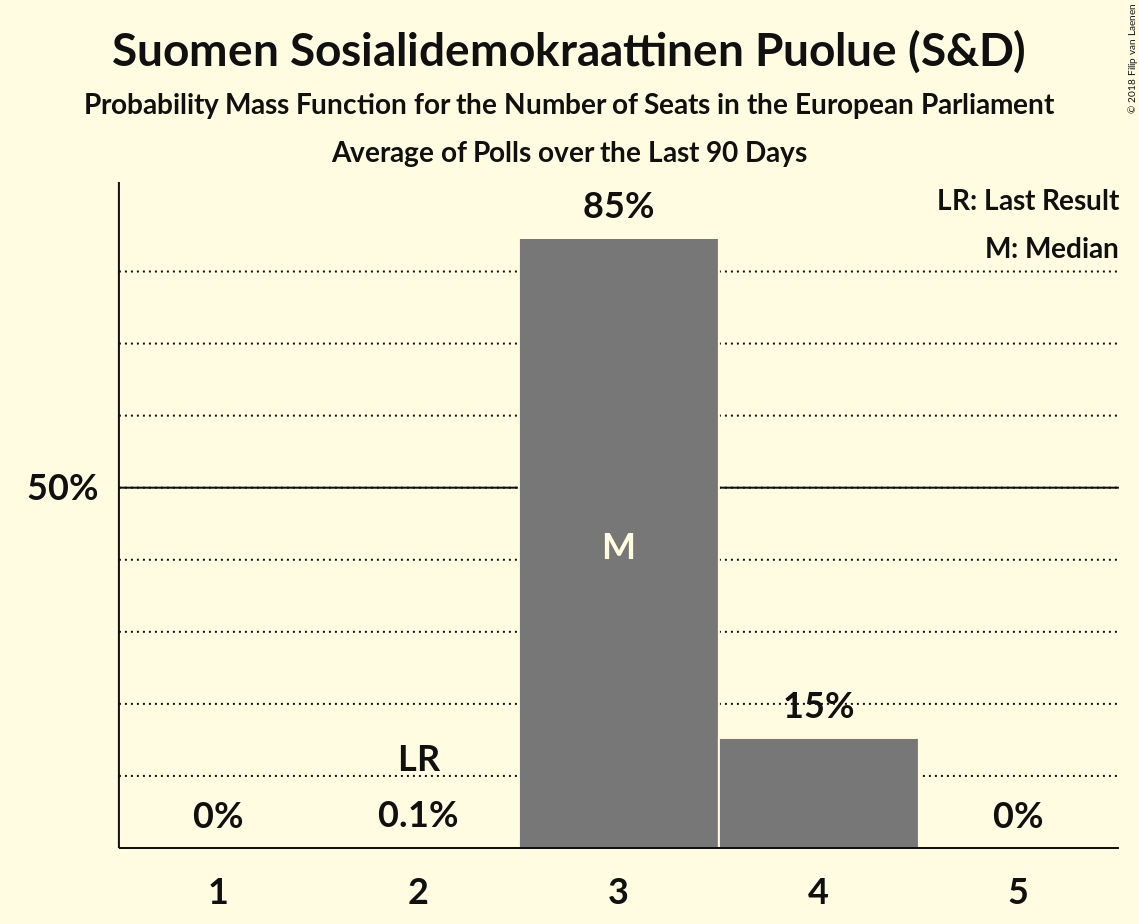 Suomen Sosialidemokraattinen Puolue (S&D)
Probability Mass Function for the Number of Seats in the European Parliament
Average of Polls over the Last 90 Days
© 2018 Filip van Laenen
LR: Last Result
M: Median
85%
50%
M
15%
LR
0% 0.1% 0%
1 2 3 4 5